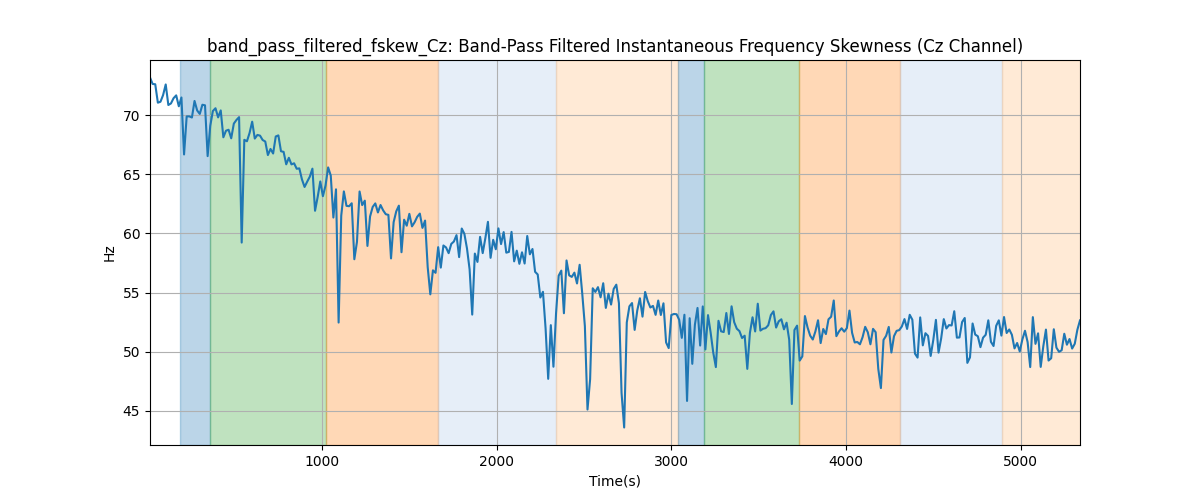 band_pass_filtered_fskew_Cz: Band-Pass Filtered Instantaneous Frequency Skewness (Cz Channel)
70
65
60
55
50
45
Hz
1000 2000 3000 4000 5000
Time(s)